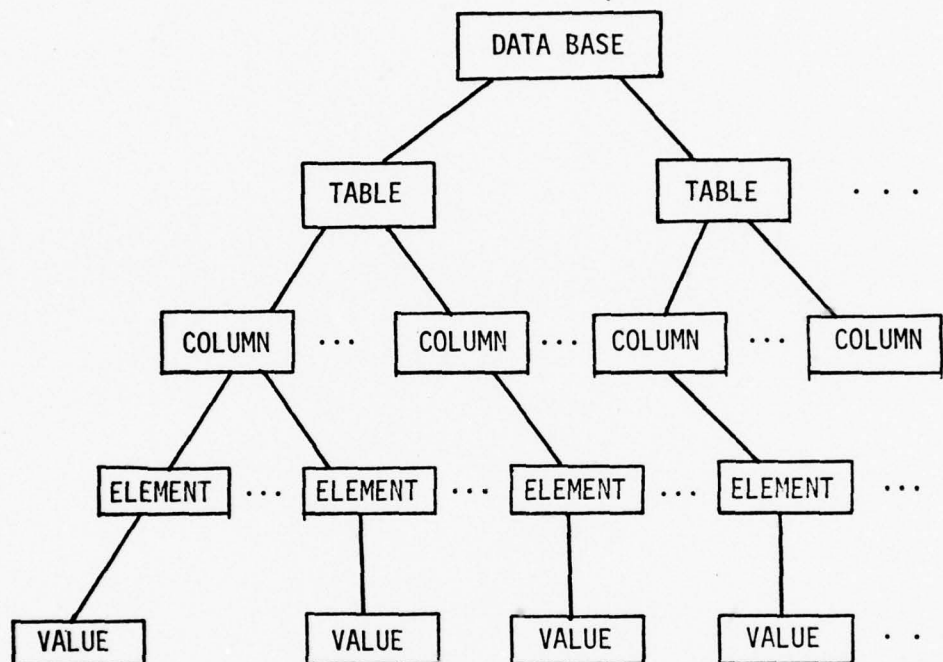 DATA BASE
TABLE TABLE . . .
COLUMN ... COLUMN ... COLUMN ... COLUMN
ELEMENT ... ELEMENT ... ELEMENT ... ELEMENT ...
VALUE VALUE VALUE VALUE . .